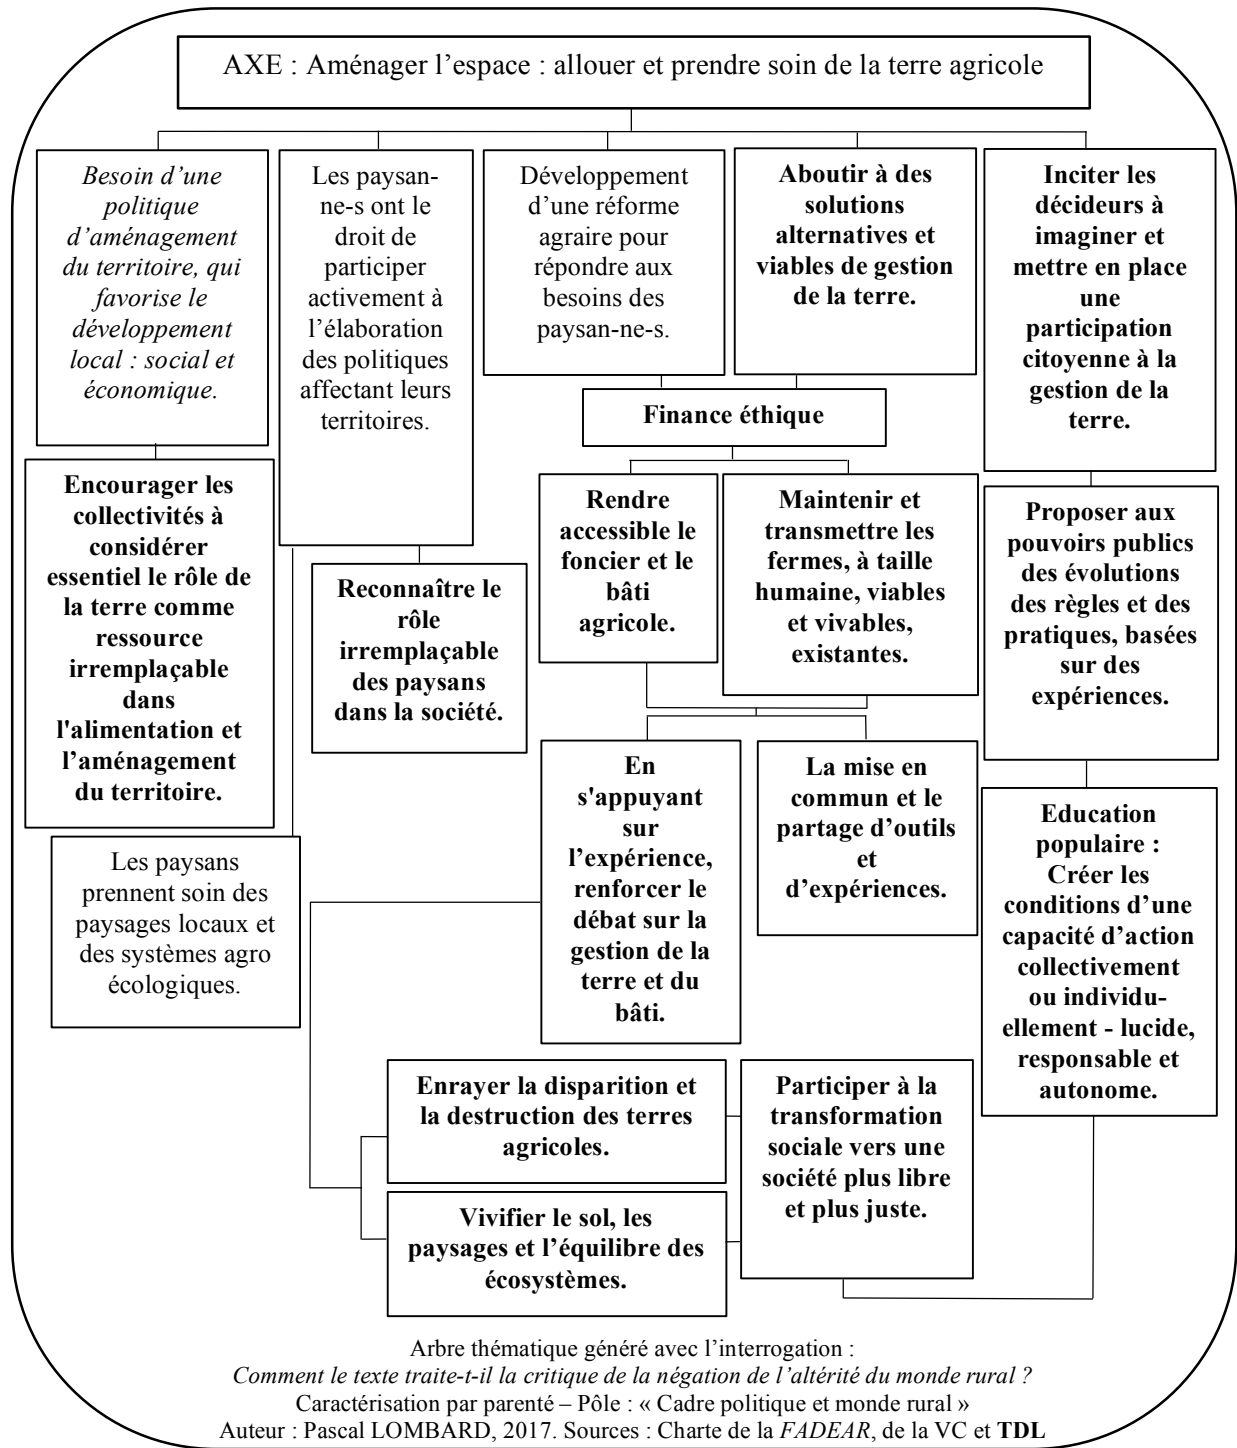 AXE : Aménager l’espace : allouer et prendre soin de la terre agricole
Besoin d’une
politique
d’aménagement
du territoire, qui
favorise le
développement
local : social et
économique.
Les paysan-
ne-s ont le
droit de
participer
activement à
l’élaboration
des politiques
affectant leurs
territoires.
Développement
d’une réforme
agraire pour
répondre aux
besoins des
paysan-ne-s.
Aboutir à des
solutions
alternatives et
viables de gestion
de la terre.
Inciter les
décideurs à
imaginer et
mettre en place
une
participation
citoyenne à la
gestion de la
terre.
Finance éthique
Encourager les
collectivités à
considérer
essentiel le rôle de
la terre comme
ressource
irremplaçable
dans
l'alimentation et
l’aménagement
du territoire.
Reconnaître le
rôle
irremplaçable
des paysans
dans la société.
Rendre
accessible le
foncier et le
bâti
agricole.
Maintenir et
transmettre les
fermes, à taille
humaine, viables
et vivables,
existantes.
Proposer aux
pouvoirs publics
des évolutions
des règles et des
pratiques, basées
sur des
expériences.
Les paysans
prennent soin des
paysages locaux et
des systèmes agro
écologiques.
En
s'appuyant
sur
l’expérience,
renforcer le
débat sur la
gestion de la
terre et du
bâti.
La mise en
commun et le
partage d’outils
et
d’expériences.
Education
populaire :
Créer les
conditions d’une
capacité d’action
collectivement
ou individu-
ellement - lucide,
responsable et
autonome.
Enrayer la disparition et
la destruction des terres
agricoles.
Vivifier le sol, les
paysages et l’équilibre des
écosystèmes.
Participer à la
transformation
sociale vers une
société plus libre
et plus juste.
Arbre thématique généré avec l’interrogation :
Comment le texte traite-t-il la critique de la négation de l’altérité du monde rural ?
Caractérisation par parenté – Pôle : « Cadre politique et monde rural »
Auteur : Pascal LOMBARD, 2017. Sources : Charte de la FADEAR, de la VC et TDL